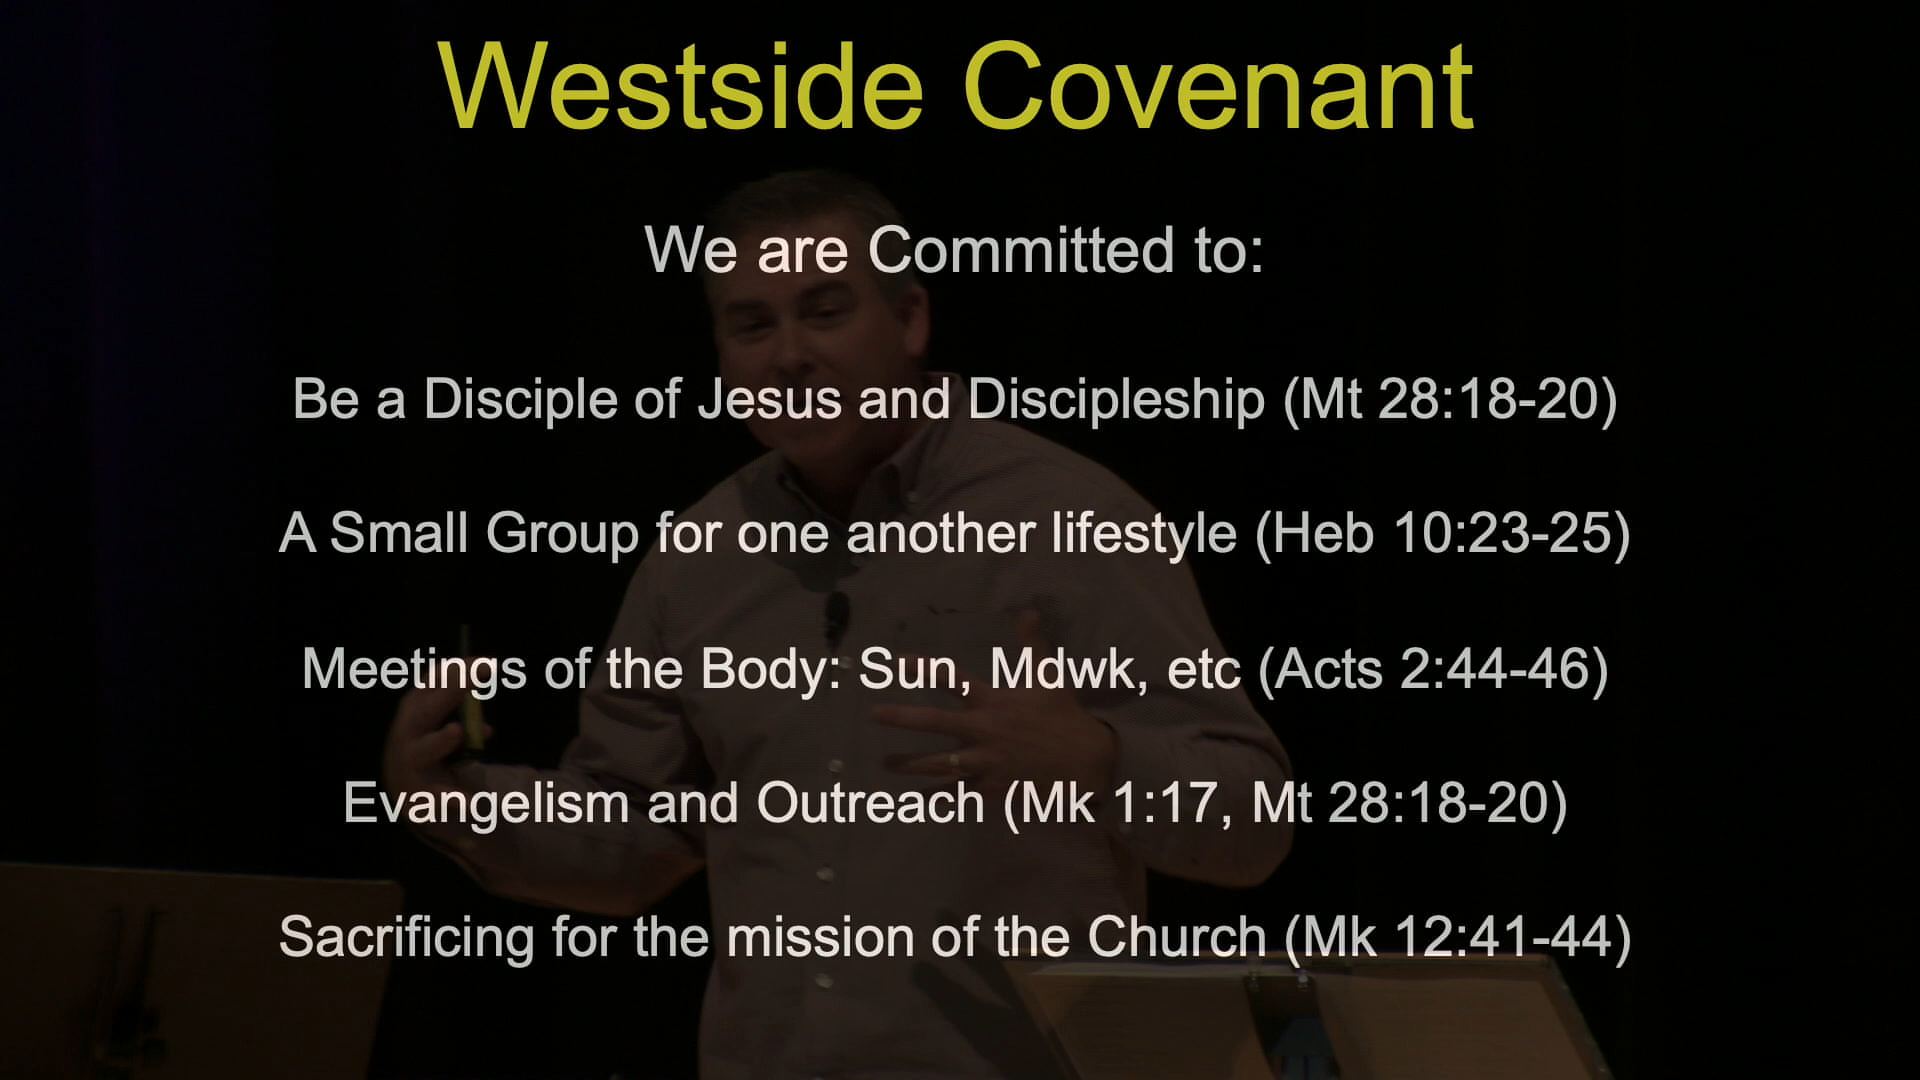 Westside Covenant
We are Committed to:
Be a Disciple of Jesus and Discipleship (Mt 28:18-20)
A Small Group for one another lifestyle (Heb 10:23-25)
Meetings of the Body: Sun, Mdwk, etc (Acts 2:44-46)
Evangelism and Outreach (Mk 1:17, Mt 28:18-20)
Sacrificing for the mission of the Church (Mk 12:41-44)